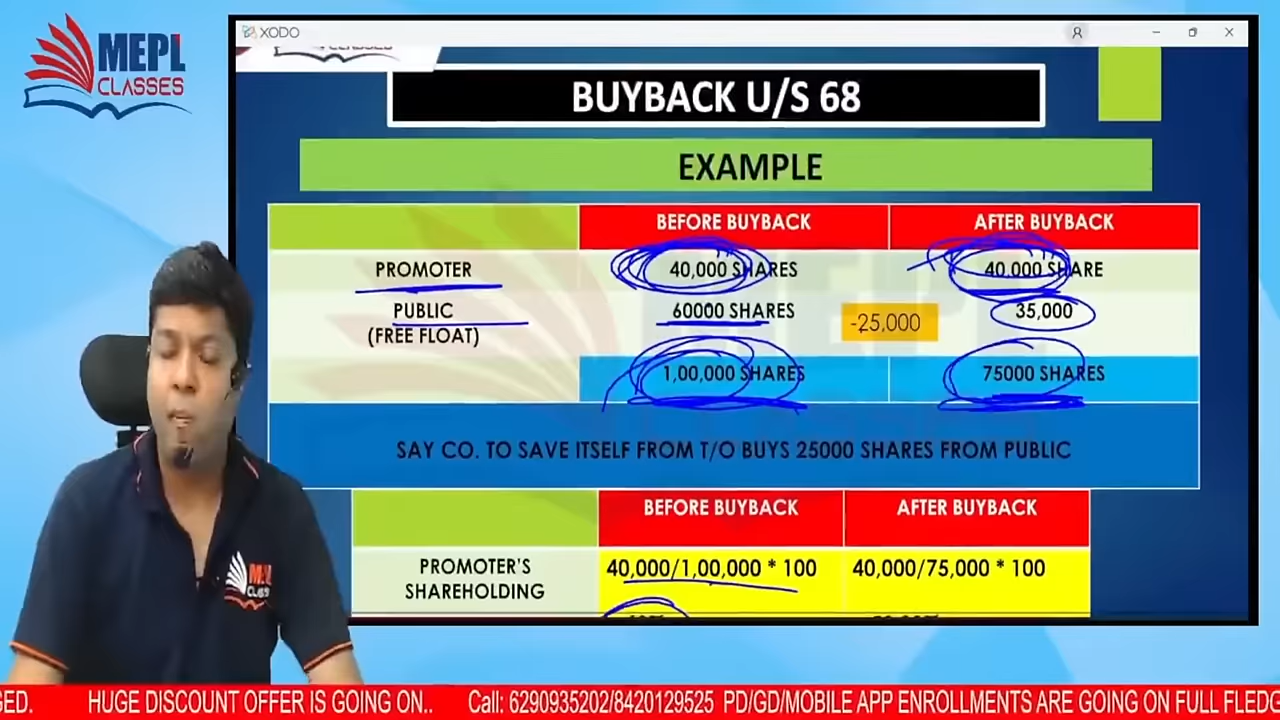 MEPL
CLASSES
XODO
CLASSES
BUYBACK U/S 68
EXAMPLE
BEFORE BUYBACK AFTER BUYBACK
PROMOTER 40,000 SHARES 40,000 SHARE
PUBLIC 60000 SHARES -25,000 35,000
(FREE FLOAT)
1,00,000 SHARES 75000 SHARES
SAY CO. TO SAVE ITSELF FROM T/O BUYS 25000 SHARES FROM PUBLIC
BEFORE BUYBACK AFTER BUYBACK
PROMOTER'S 40,000/1,00,000 * 100 40,000/75,000 * 100
SHAREHOLDING
MEPL
CLASSES
GED. HUGE DISCOUNT OFFER IS GOING ON.. Call: 6290935202/8420129525 PD/GD/MOBILE APP ENROLLMENTS ARE GOING ON FULL FLEDG